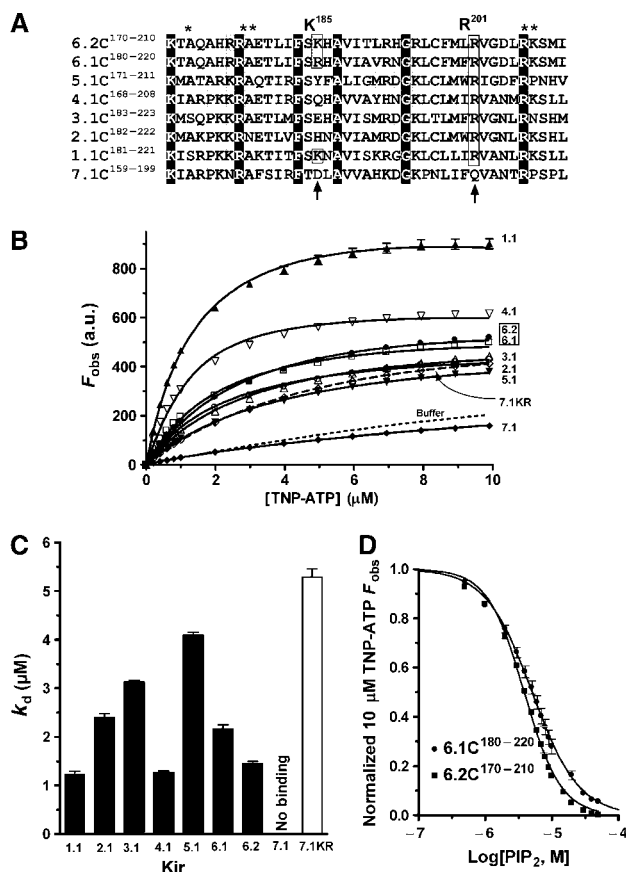 A
* ** K185 R201 **
6.2C170−210 KTAQAHRRAETLIFSKHAVITLRHGRLCFMLRVGDLRKSMI
6.1C180−220 KTAQAHRRAETLIFSRHAVIAVRNGRLCFMFRVGDLRKSMI
5.1C171−211 KMATARKRAQTIRFSYFALIGMRDGKLCLMWRIGDFRPNHV
4.1C168−208 KIARPKKRAETIRFSQHAVVAYHNGKLCLMIRVANMRKSLL
3.1C183−223 KMSQPKKRAETLMFSEHAVISMRDGKLCLMFRVGNLRNSHM
2.1C182−222 KMAKPKKRNETLVFSHNAVIAMRDGKLCLMWRVGNLRKSHL
1.1C181−221 KISRPKKRAKTITFSKNAVISKRGGKLCLLIRVANLRKSLL
7.1C159−199 KIARPKNRAFSIRFTDLAVVAHKDGKPNLIFQVANTRPSPL
B
Fobs (a.u.)
800
600
400
200
0
1.1
4.1
6.2
6.1
3.1
2.1
5.1
7.1KR
Buffer
7.1
0 2 4 6 8 10
[TNP-ATP] (μM)
C
kd (μM)
6
5
4
3
2
1
0
No binding
1.1 2.1 3.1 4.1 5.1 6.1 6.2 7.1 7.1KR
Kir
D
Normalized 10 μM TNP-ATP Fobs
1.0
0.8
0.6
0.4
0.2
0.0
6.1C180−220
6.2C170−210
−7 −6 −5 −4
Log[PIP2, M]